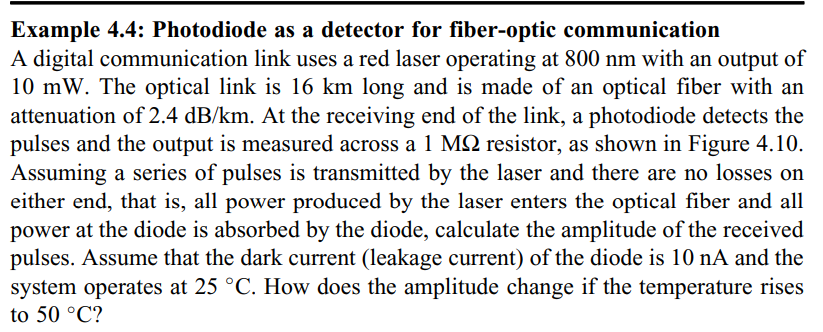 Example 4.4: Photodiode as a detector for fiber-optic communication
A digital communication link uses a red laser operating at 800 nm with an output of
10 mW. The optical link is 16 km long and is made of an optical fiber with an
attenuation of 2.4 dB/km. At the receiving end of the link, a photodiode detects the
pulses and the output is measured across a 1 MΩ resistor, as shown in Figure 4.10.
Assuming a series of pulses is transmitted by the laser and there are no losses on
either end, that is, all power produced by the laser enters the optical fiber and all
power at the diode is absorbed by the diode, calculate the amplitude of the received
pulses. Assume that the dark current (leakage current) of the diode is 10 nA and the
system operates at 25 °C. How does the amplitude change if the temperature rises
to 50 °C?